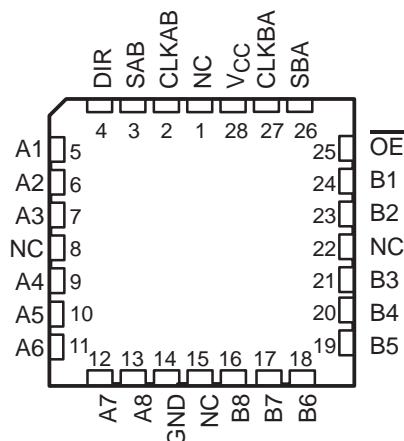 DIR SAB CLKAB NC VCC CLKBA SBA
4 3 2 1 28 27 26
A1 5 25 OE
A2 6 24 B1
A3 7 23 B2
NC 8 22 NC
A4 9 21 B3
A5 10 20 B4
A6 11 19 B5
12 13 14 15 16 17 18
A7 A8 GND NC B8 B7 B6